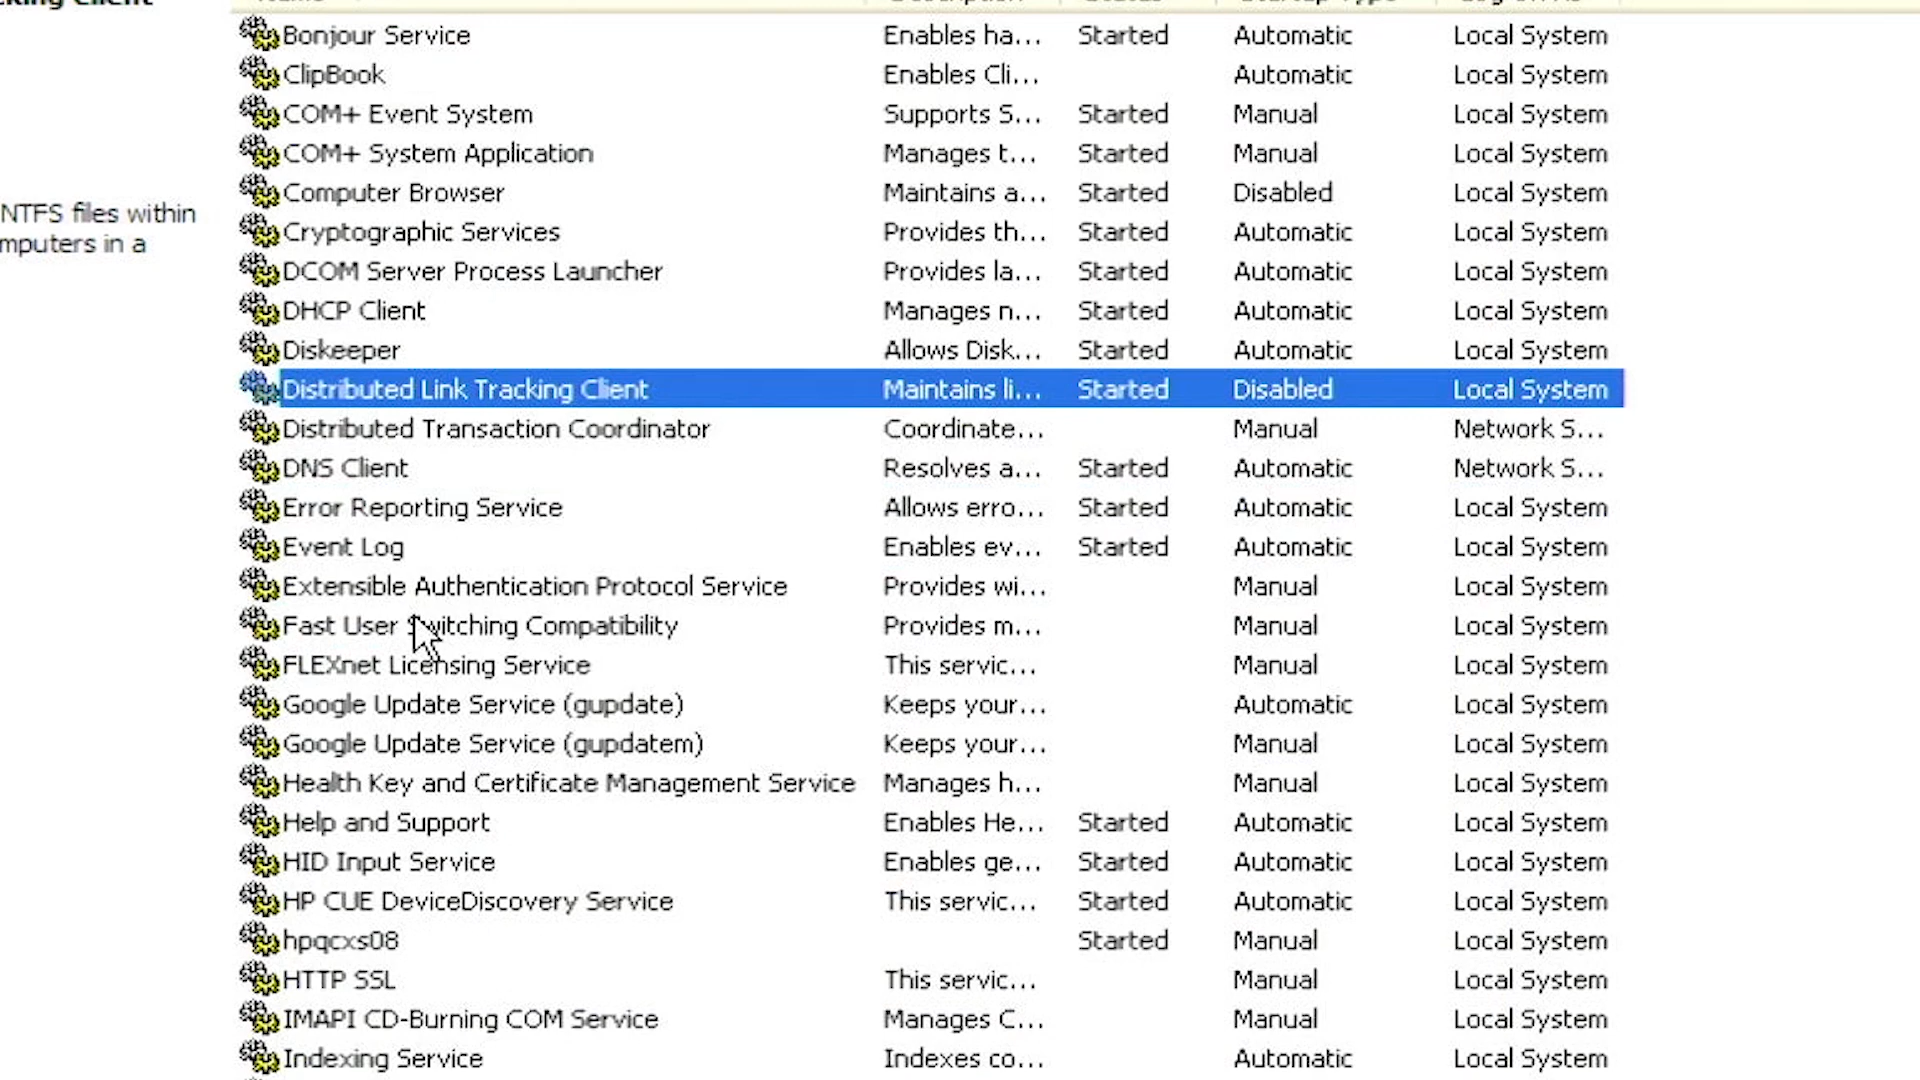 king Client
NTFS files within
mputers in a
Bonjour Service Enables ha... Started Automatic Local System
ClipBook Enables Cli... Automatic Local System
COM+ Event System Supports S... Started Manual Local System
COM+ System Application Manages t... Started Manual Local System
Computer Browser Maintains a... Started Disabled Local System
Cryptographic Services Provides th... Started Automatic Local System
DCOM Server Process Launcher Provides la... Started Automatic Local System
DHCP Client Manages n... Started Automatic Local System
Diskeeper Allows Disk... Started Automatic Local System
Distributed Link Tracking Client Maintains li... Started Disabled Local System
Distributed Transaction Coordinator Coordinate... Manual Network S...
DNS Client Resolves a... Started Automatic Network S...
Error Reporting Service Allows erro... Started Automatic Local System
Event Log Enables ev... Started Automatic Local System
Extensible Authentication Protocol Service Provides wi... Manual Local System
Fast User Switching Compatibility Provides m... Manual Local System
FLEXnet Licensing Service This servic... Manual Local System
Google Update Service (gupdate) Keeps your... Automatic Local System
Google Update Service (gupdatem) Keeps your... Manual Local System
Health Key and Certificate Management Service Manages h... Manual Local System
Help and Support Enables He... Started Automatic Local System
HID Input Service Enables ge... Started Automatic Local System
HP CUE DeviceDiscovery Service This servic... Started Automatic Local System
hpqcxs08 Started Manual Local System
HTTP SSL This servic... Manual Local System
IMAPI CD-Burning COM Service Manages C... Manual Local System
Indexing Service Indexes co... Automatic Local System